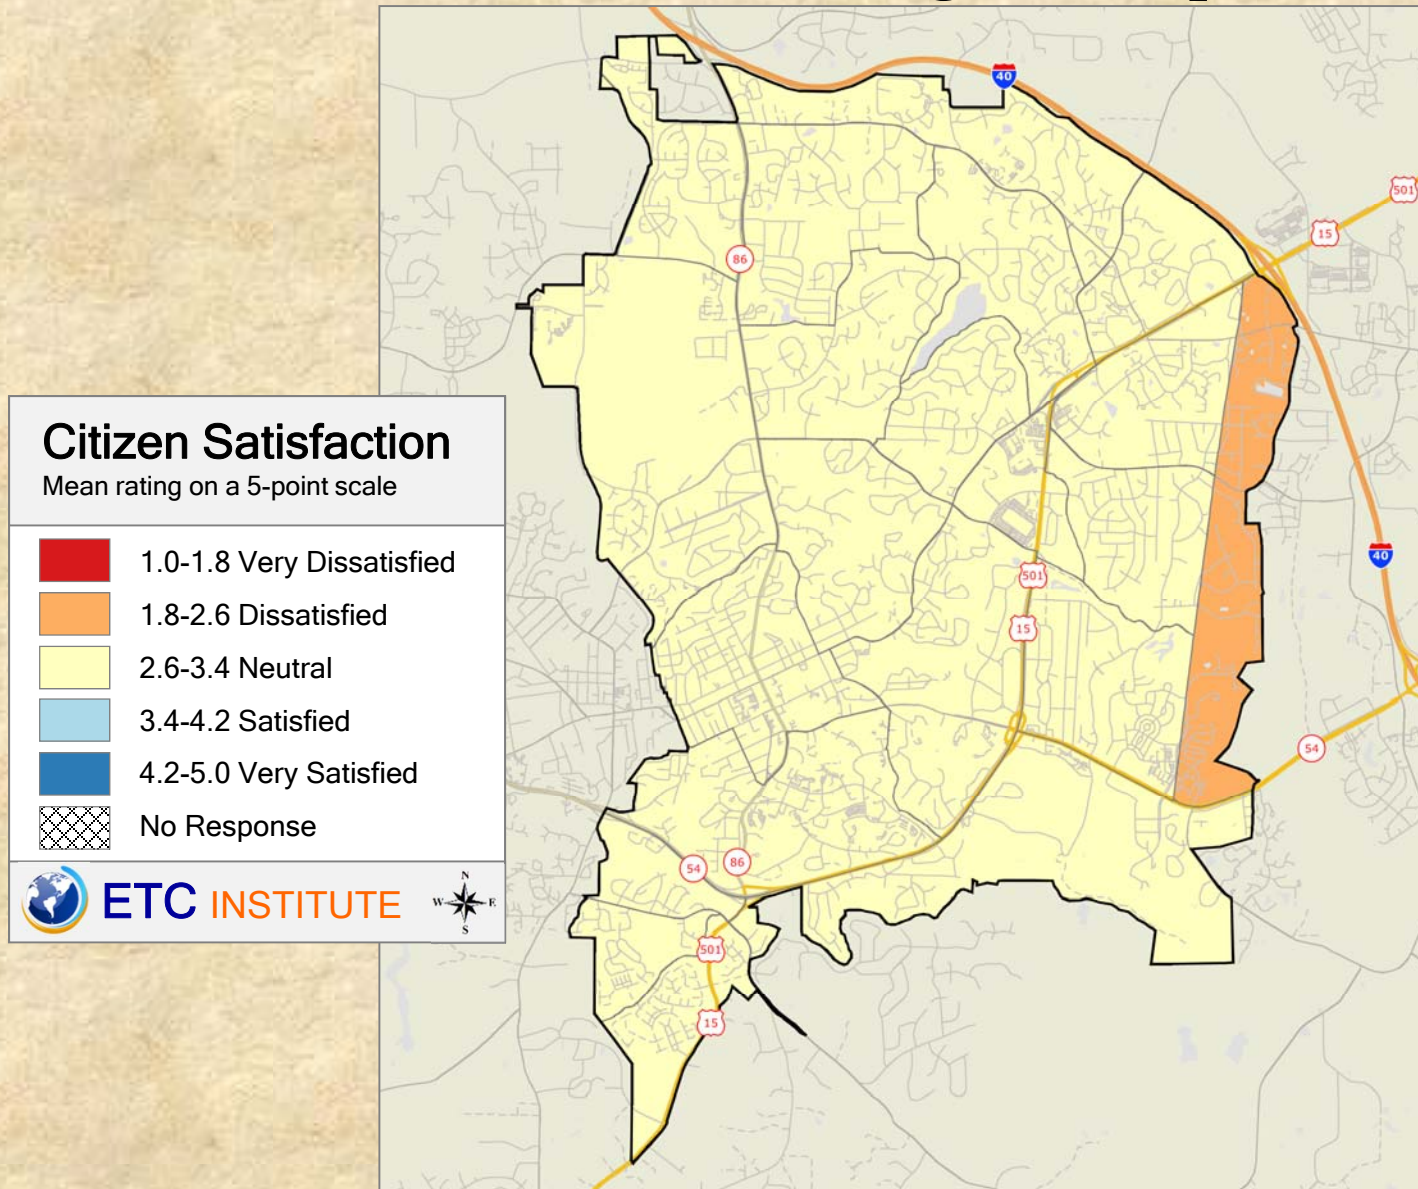 40
501
15
86
Citizen Satisfaction
Mean rating on a 5-point scale
1.0-1.8 Very Dissatisfied
1.8-2.6 Dissatisfied
2.6-3.4 Neutral
3.4-4.2 Satisfied
4.2-5.0 Very Satisfied
No Response
ETC INSTITUTE
N
W E
S
40
501
15
54
54
86
501
15